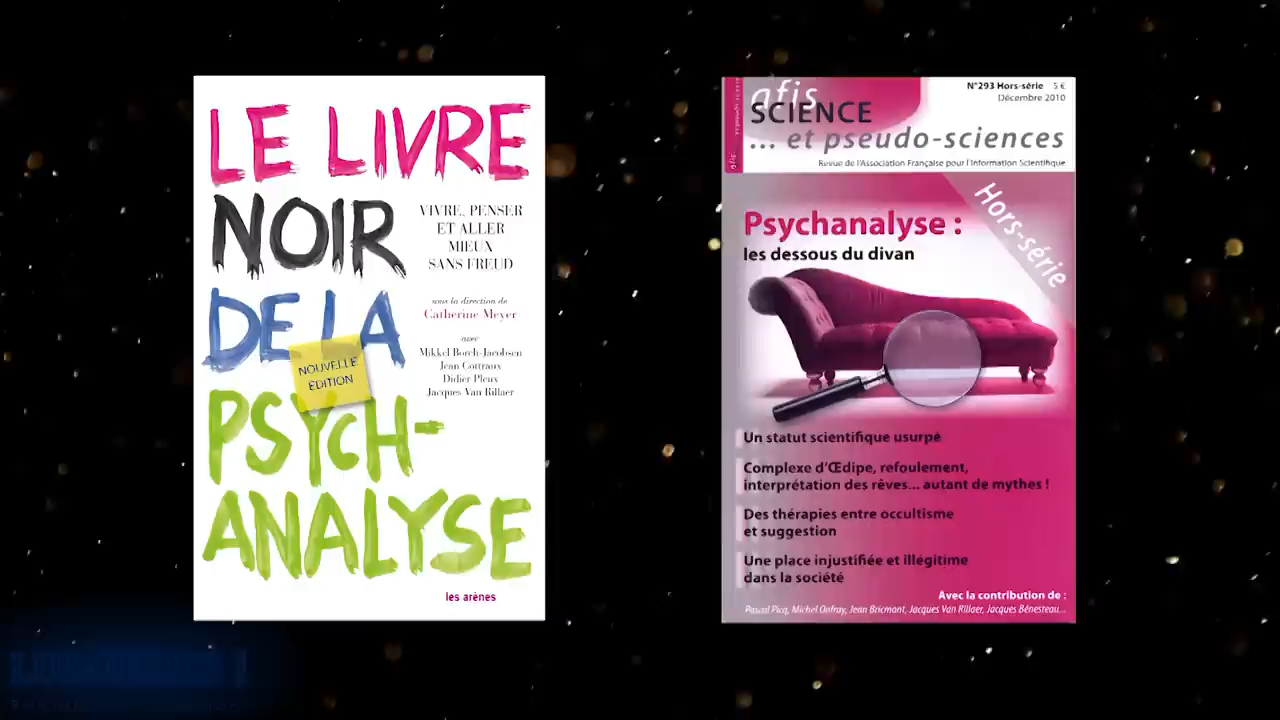 LE LIVRE
NOIR
DE LA
PSYCH-
ANALYSE
VIVRE, PENSER
ET ALLER
MIEUX
SANS FREUD
sous la direction de
Catherine Meyer
avec
Mikkel Borch-Jacobsen
Jean Cottraux
Didier Pleux
Jacques Van Rillaer
NOUVELLE
ÉDITION
les arènes
afis
SCIENCE
... et pseudo-sciences
N°293 Hors-série 5 €
Décembre 2010
Revue de l'Association Française pour l'Information Scientifique
Hors-série
Psychanalyse :
les dessous du divan
Un statut scientifique usurpé
Complexe d'Œdipe, refoulement,
interprétation des rêves... autant de mythes !
Des thérapies entre occultisme
et suggestion
Une place injustifiée et illégitime
dans la société
Avec la contribution de :
Pascal Picq, Michel Onfray, Jean Bricmont, Jacques Van Rillaer, Jacques Bénesteau...